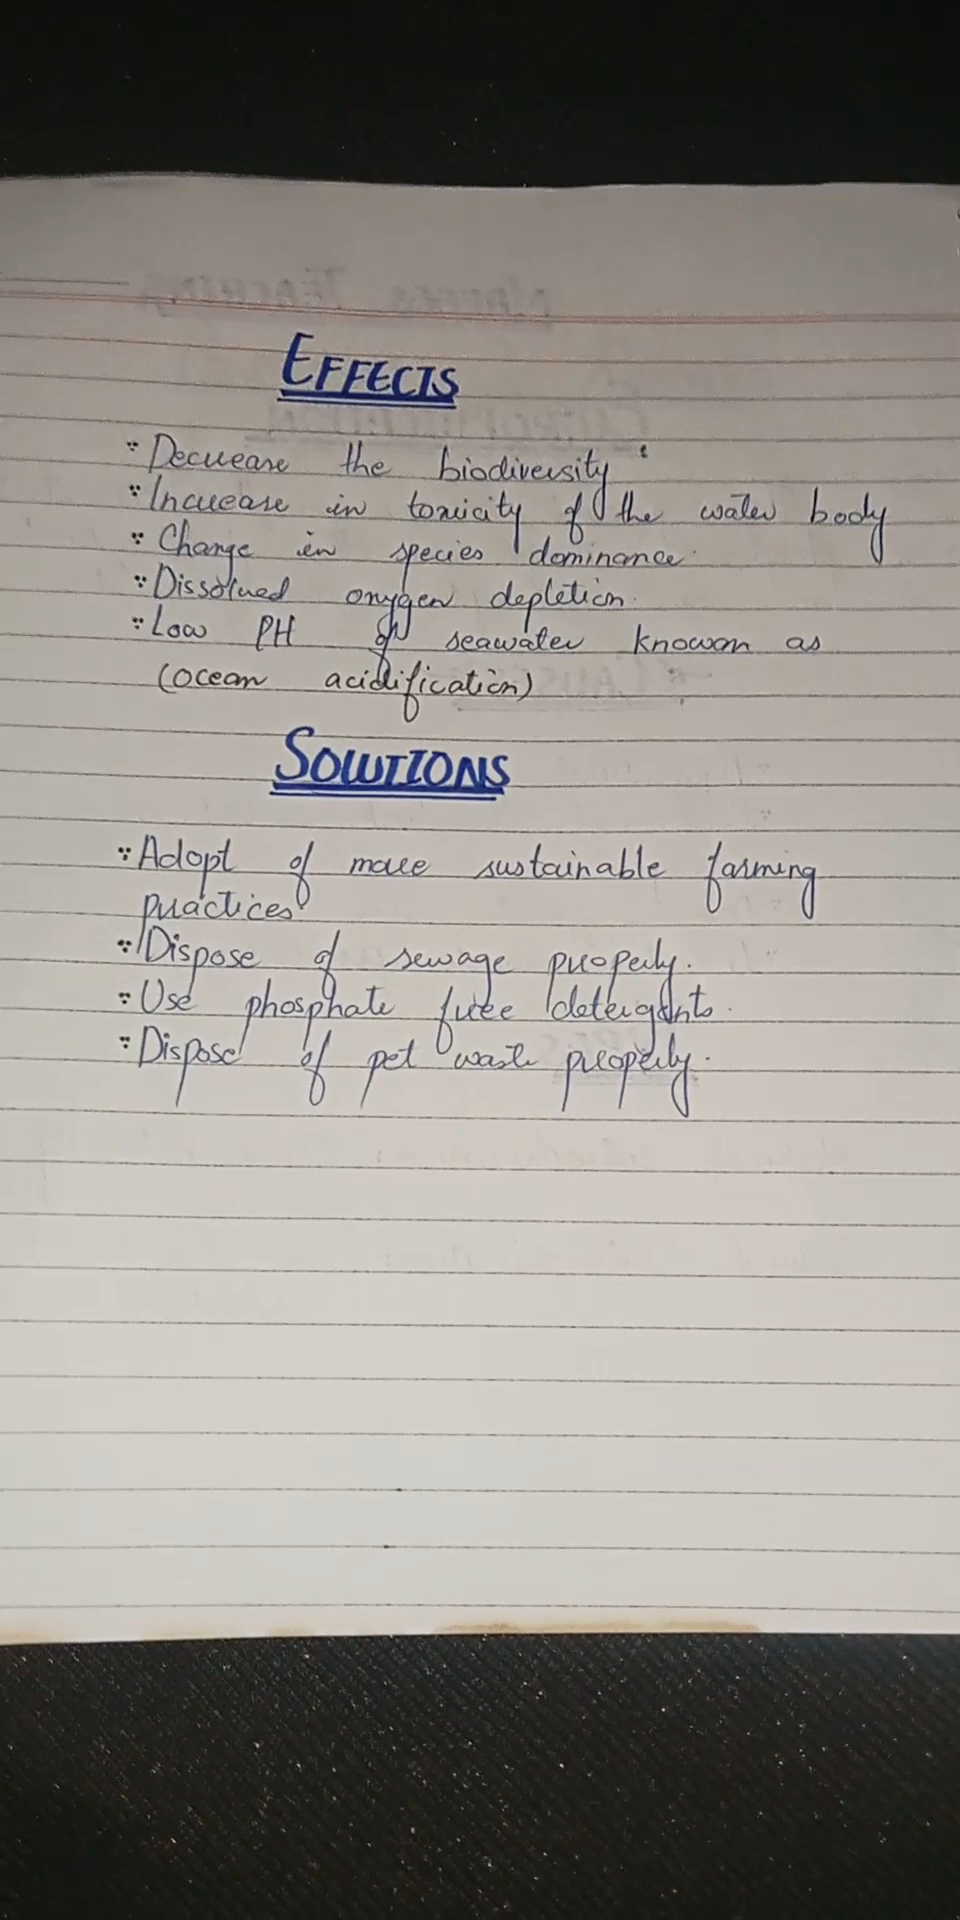 EFFECTS
Decrease the biodiversity
Increase in toxicity of the water body
Change in species dominance.
Dissolved oxygen depletion.
Low PH of seawater knowon as
(ocean acidification)
SOLUTIONS
Adopt of more sustainable farming
practices
Dispose of sewage properly.
Use phosphate free detergents.
Dispose of pet waste properly.